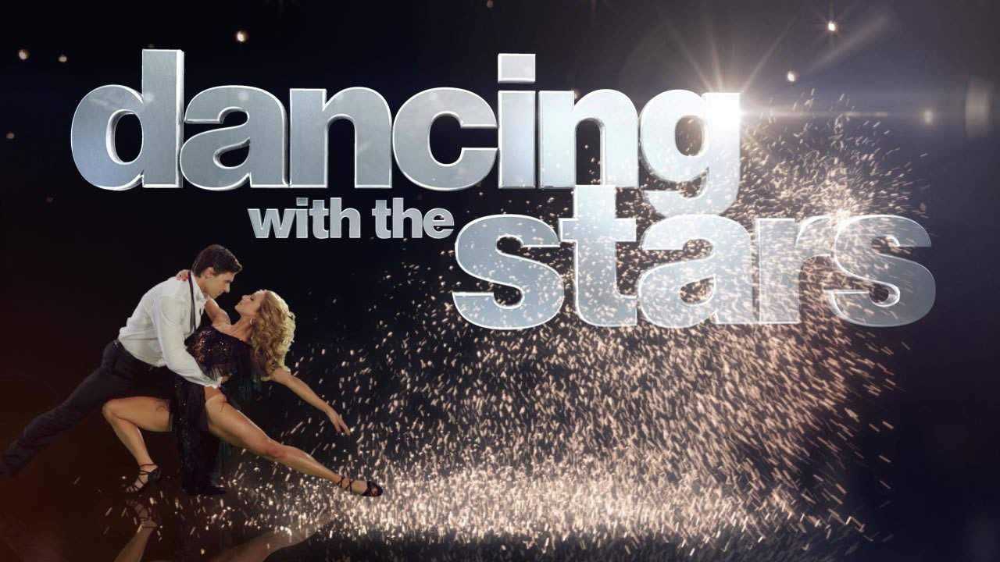 dancing
with the
stars